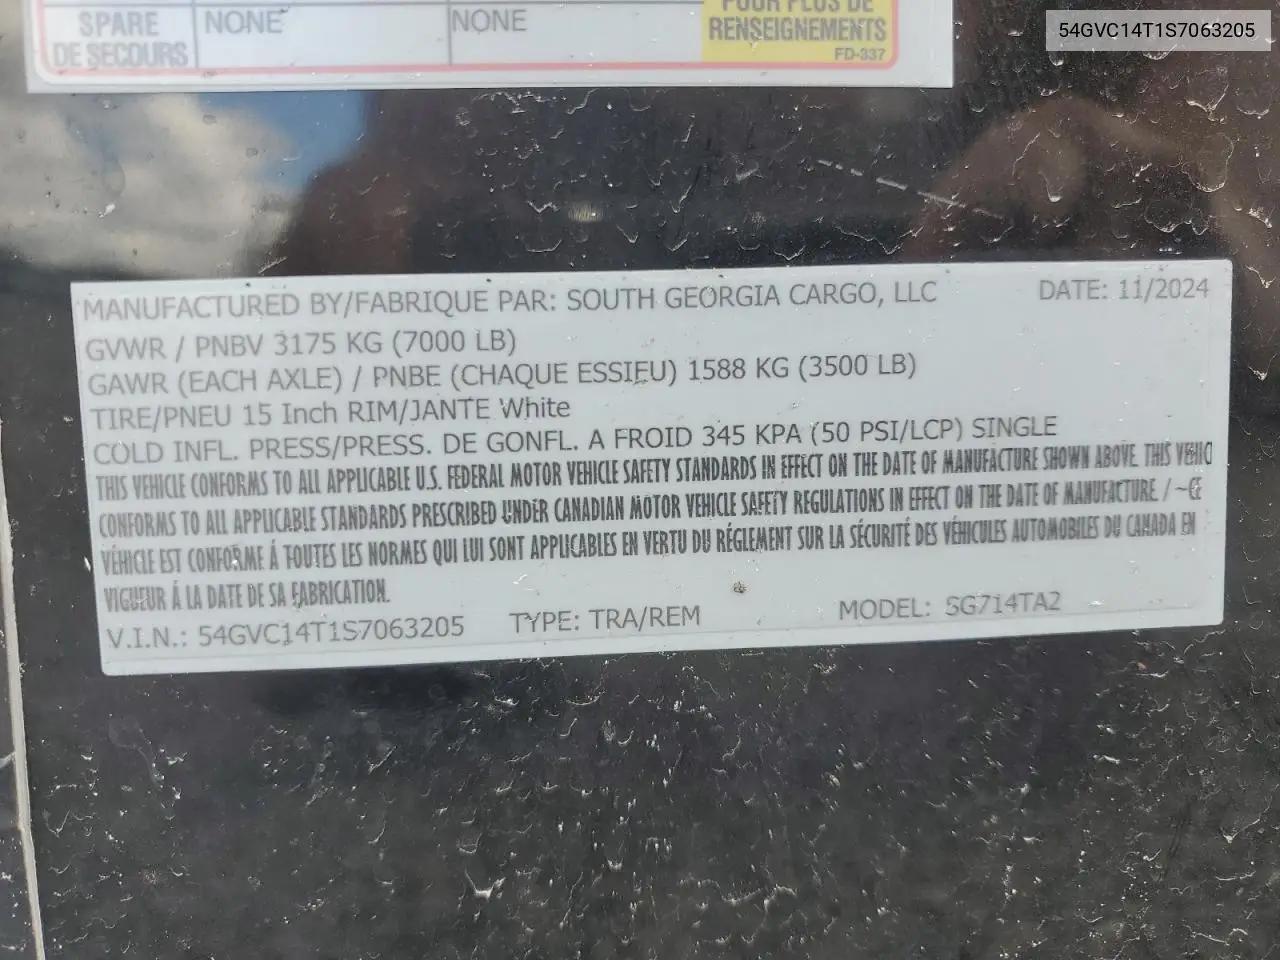 54GVC14T1S7063205
SPARE NONE NONE
DE SECOURS
POUR PLUS DE
RENSEIGNEMENTS
FD-337
MANUFACTURED BY/FABRIQUE PAR: SOUTH GEORGIA CARGO, LLC DATE: 11/2024
GVWR / PNBV 3175 KG (7000 LB)
GAWR (EACH AXLE) / PNBE (CHAQUE ESSIEU) 1588 KG (3500 LB)
TIRE/PNEU 15 Inch RIM/JANTE White
COLD INFL. PRESS/PRESS. DE GONFL. A FROID 345 KPA (50 PSI/LCP) SINGLE
THIS VEHICLE CONFORMS TO ALL APPLICABLE U.S. FEDERAL MOTOR VEHICLE SAFETY STANDARDS IN EFFECT ON THE DATE OF MANUFACTURE SHOWN ABOVE. THIS
CONFORMS TO ALL APPLICABLE STANDARDS PRESCRIBED UNDER CANADIAN MOTOR VEHICLE SAFETY REGULATIONS IN EFFECT ON THE DATE OF MANUFACTURE. /
VÉHICLE EST CONFORME Á TOUTES LES NORMES QUI LUI SONT APPLICABLES EN VERTU DU RÉGLEMENT SUR LA SÉCURITÉ DES VÉHICULES AUTOMOBILES DU CANADA EN
VIGUEUR Á LA DATE DE SA FABRICATION.
V.I.N.: 54GVC14T1S7063205 TYPE: TRA/REM MODEL: SG714TA2